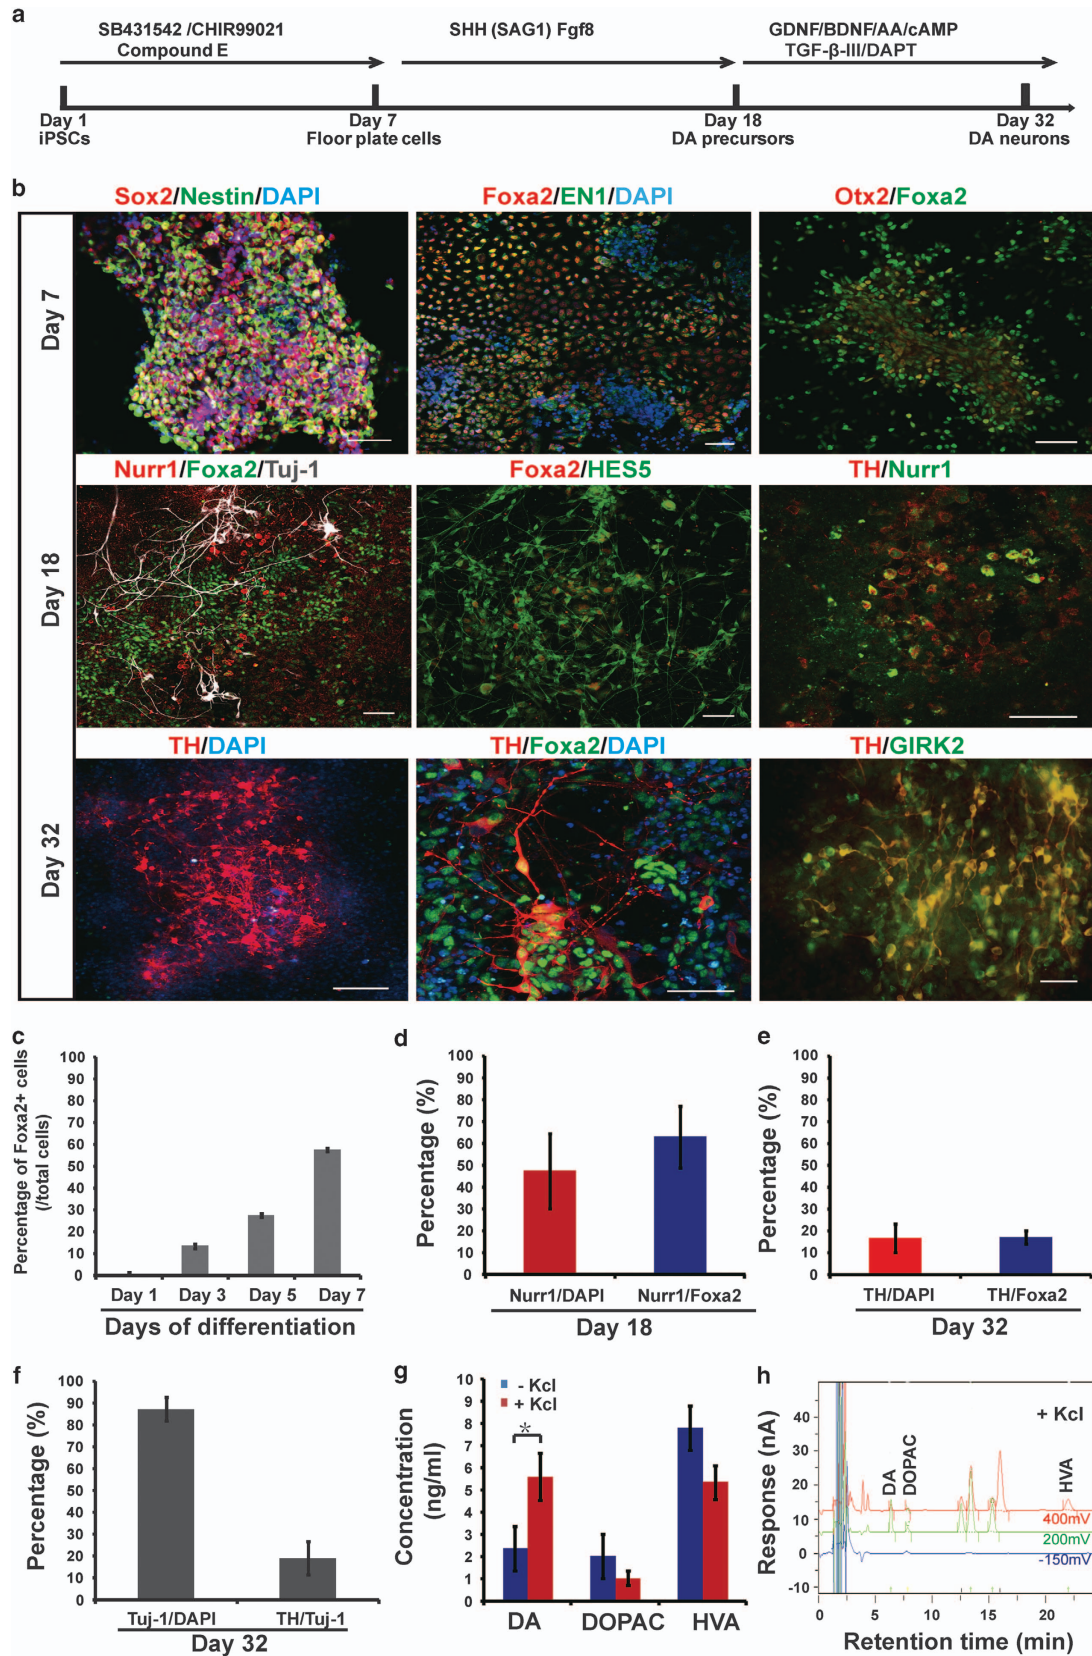 a
SB431542 /CHIR99021
Compound E
SHH (SAG1) Fgf8
GDNF/BDNF/AA/cAMP
TGF-β-III/DAPT
Day 1
iPSCs
Day 7
Floor plate cells
Day 18
DA precursors
Day 32
DA neurons
b
Sox2/Nestin/DAPI
Foxa2/EN1/DAPI
Otx2/Foxa2
Day 7
Nurr1/Foxa2/Tuj-1
Foxa2/HES5
TH/Nurr1
Day 18
TH/DAPI
TH/Foxa2/DAPI
TH/GIRK2
Day 32
c
Percentage of Foxa2+ cells
(/total cells)
100
90
80
70
60
50
40
30
20
10
0
Day 1 Day 3 Day 5 Day 7
Days of differentiation
d
Percentage (%)
100
90
80
70
60
50
40
30
20
10
0
Nurr1/DAPI Nurr1/Foxa2
Day 18
e
Percentage (%)
100
90
80
70
60
50
40
30
20
10
0
TH/DAPI TH/Foxa2
Day 32
f
Percentage (%)
100
90
80
70
60
50
40
30
20
10
0
Tuj-1/DAPI TH/Tuj-1
Day 32
g
- Kcl
+ Kcl
*
Concentration
(ng/ml)
10
9
8
7
6
5
4
3
2
1
0
DA DOPAC HVA
h
+ Kcl
Response (nA)
40
30
20
10
0
-10
DA
DOPAC
HVA
400mV
200mV
-150mV
0 5 10 15 20
Retention time (min)